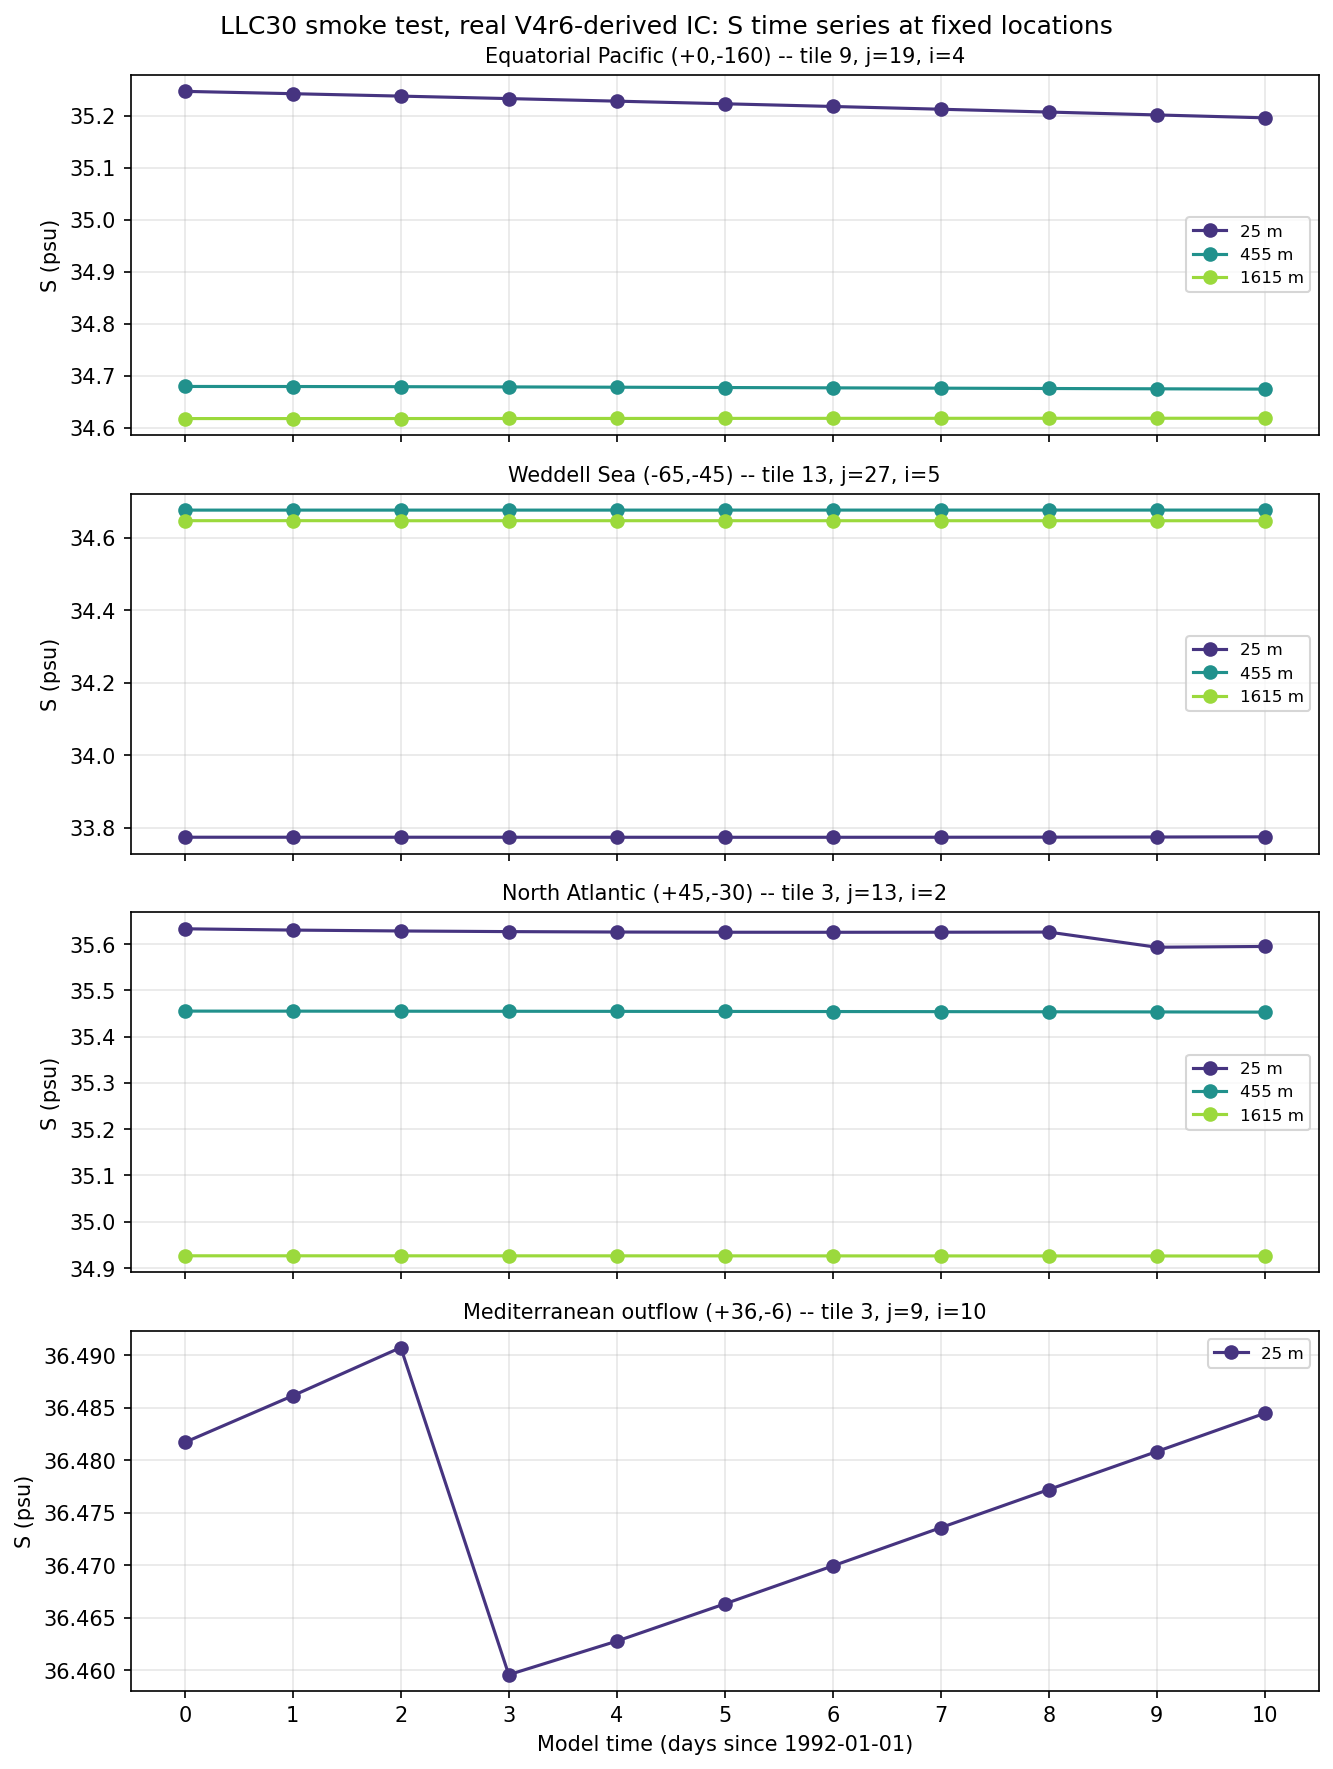 LLC30 smoke test, real V4r6-derived IC: S time series at fixed locations
Equatorial Pacific (+0,-160) -- tile 9, j=19, i=4
35.2
35.1
35.0
34.9
34.8
34.7
34.6
S (psu)
25 m
455 m
1615 m
Weddell Sea (-65,-45) -- tile 13, j=27, i=5
34.6
34.4
34.2
34.0
33.8
S (psu)
25 m
455 m
1615 m
North Atlantic (+45,-30) -- tile 3, j=13, i=2
35.6
35.5
35.4
35.3
35.2
35.1
35.0
34.9
S (psu)
25 m
455 m
1615 m
Mediterranean outflow (+36,-6) -- tile 3, j=9, i=10
36.490
36.485
36.480
36.475
36.470
36.465
36.460
S (psu)
25 m
0 1 2 3 4 5 6 7 8 9 10
Model time (days since 1992-01-01)